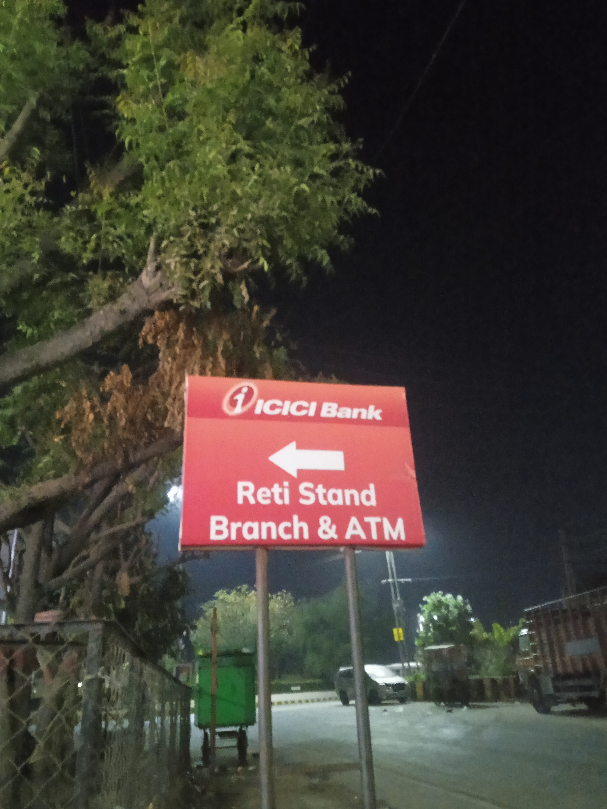 i ICICI Bank
Reti Stand
Branch & ATM